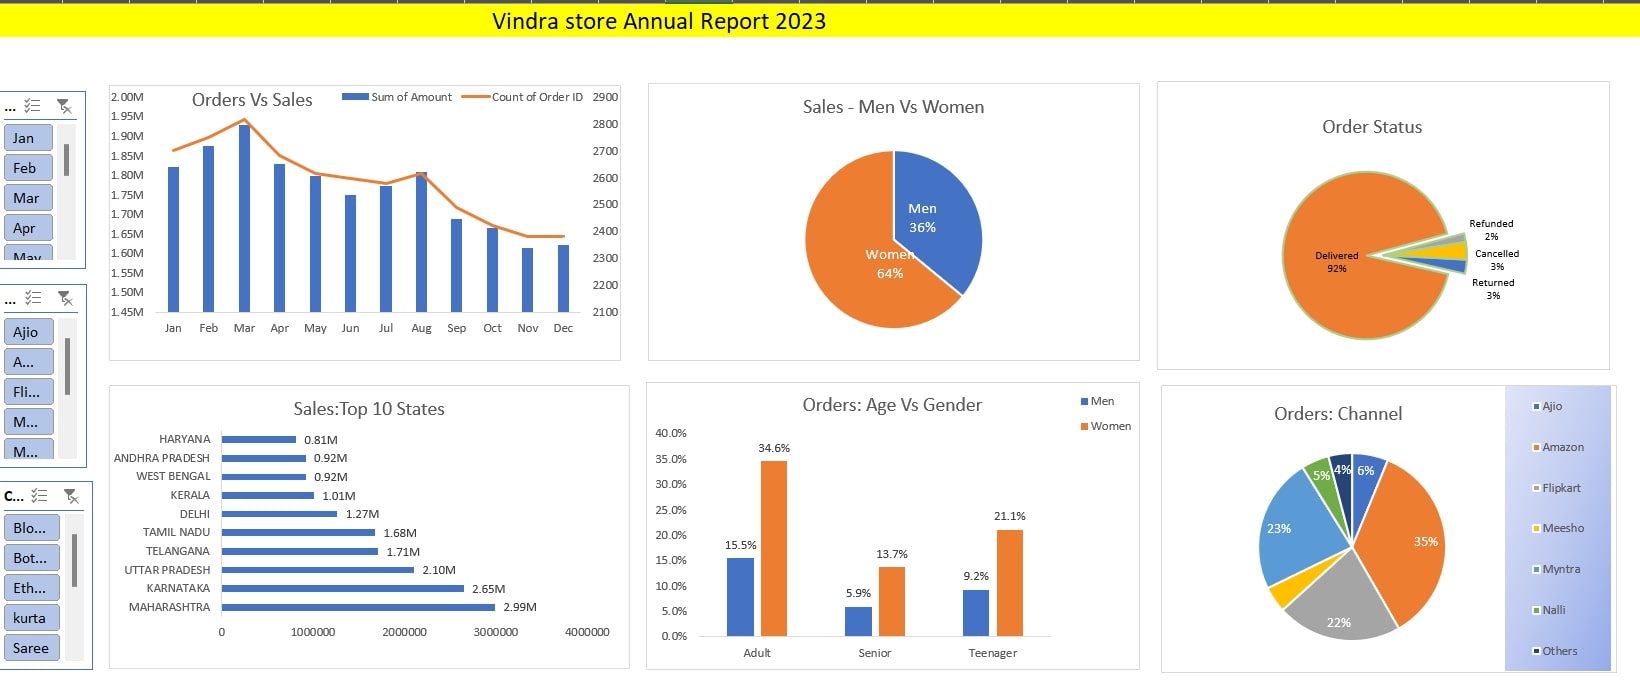 Vindra store Annual Report 2023
...
Jan
Feb
Mar
Apr
May
...
Ajio
A...
Fli...
M...
M...
C...
Blo...
Bot...
Eth...
kurta
Saree
Orders Vs Sales
Sum of Amount
Count of Order ID
2.00M
1.95M
1.90M
1.85M
1.80M
1.75M
1.70M
1.65M
1.60M
1.55M
1.50M
1.45M
2900
2800
2700
2600
2500
2400
2300
2200
2100
Jan Feb Mar Apr May Jun Jul Aug Sep Oct Nov Dec
Sales - Men Vs Women
Men
36%
Women
64%
Order Status
Delivered
92%
Refunded
2%
Cancelled
3%
Returned
3%
Sales:Top 10 States
HARYANA 0.81M
ANDHRA PRADESH 0.92M
WEST BENGAL 0.92M
KERALA 1.01M
DELHI 1.27M
TAMIL NADU 1.68M
TELANGANA 1.71M
UTTAR PRADESH 2.10M
KARNATAKA 2.65M
MAHARASHTRA 2.99M
0 1000000 2000000 3000000 4000000
Orders: Age Vs Gender
Men
Women
40.0%
35.0%
30.0%
25.0%
20.0%
15.0%
10.0%
5.0%
0.0%
15.5% 34.6%
5.9% 13.7%
9.2% 21.1%
Adult Senior Teenager
Orders: Channel
5% 4% 6%
23% 35%
22%
Ajio
Amazon
Flipkart
Meesho
Myntra
Nalli
Others